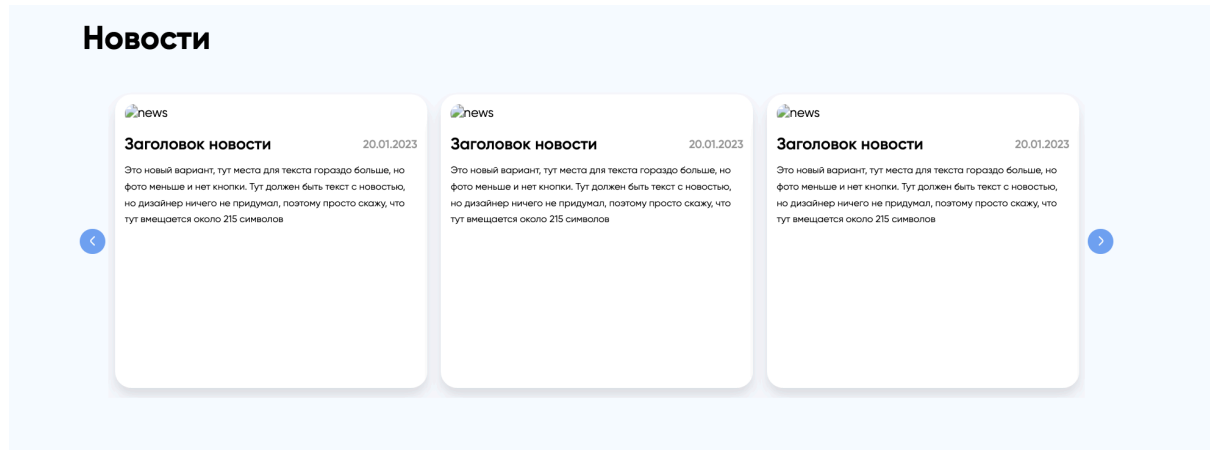 Новости
news
Заголовок новости 20.01.2023
Это новый вариант, тут места для текста гораздо больше, но
фото меньше и нет кнопки. Тут должен быть текст с новостью,
но дизайнер ничего не придумал, поэтому просто скажу, что
тут вмещается около 215 символов
news
Заголовок новости 20.01.2023
Это новый вариант, тут места для текста гораздо больше, но
фото меньше и нет кнопки. Тут должен быть текст с новостью,
но дизайнер ничего не придумал, поэтому просто скажу, что
тут вмещается около 215 символов
news
Заголовок новости 20.01.2023
Это новый вариант, тут места для текста гораздо больше, но
фото меньше и нет кнопки. Тут должен быть текст с новостью,
но дизайнер ничего не придумал, поэтому просто скажу, что
тут вмещается около 215 символов